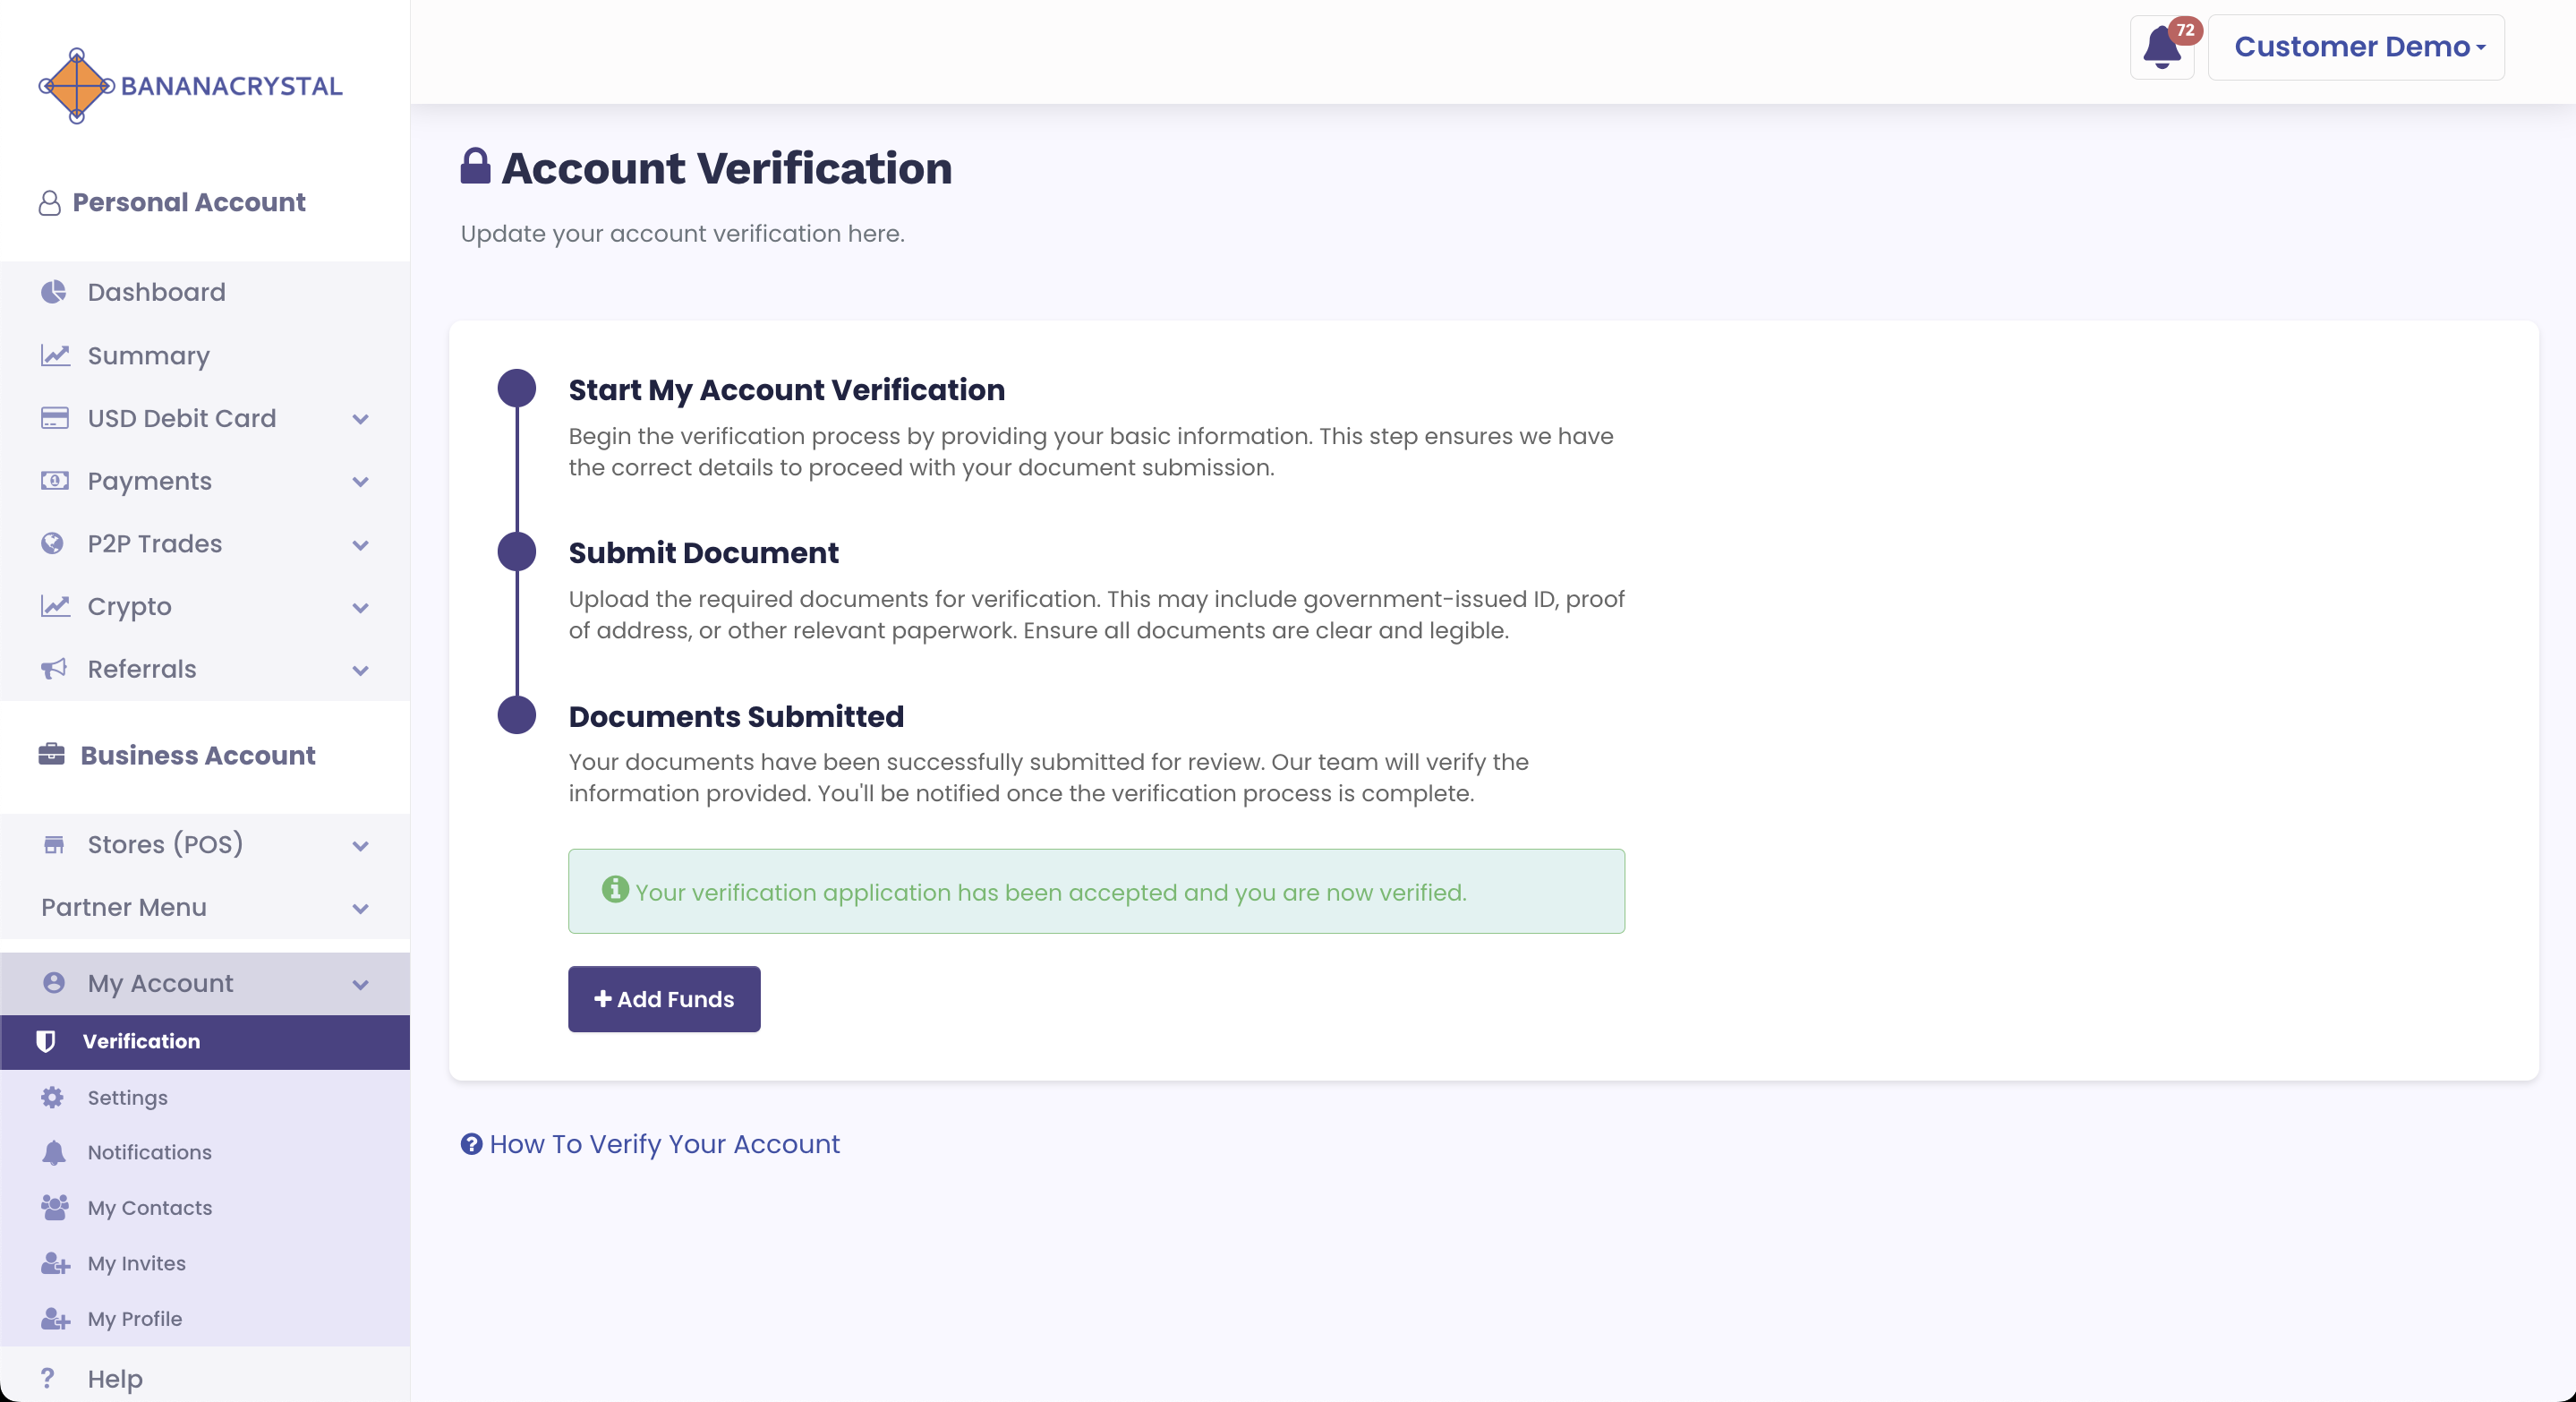 BANANACRYSTAL
Personal Account
Dashboard
Summary
USD Debit Card
Payments
P2P Trades
Crypto
Referrals
Business Account
Stores (POS)
Partner Menu
My Account
Verification
Settings
Notifications
My Contacts
My Invites
My Profile
? Help
72
Customer Demo
Account Verification
Update your account verification here.
Start My Account Verification
Begin the verification process by providing your basic information. This step ensures we have
the correct details to proceed with your document submission.
Submit Document
Upload the required documents for verification. This may include government-issued ID, proof
of address, or other relevant paperwork. Ensure all documents are clear and legible.
Documents Submitted
Your documents have been successfully submitted for review. Our team will verify the
information provided. You'll be notified once the verification process is complete.
Your verification application has been accepted and you are now verified.
+ Add Funds
How To Verify Your Account